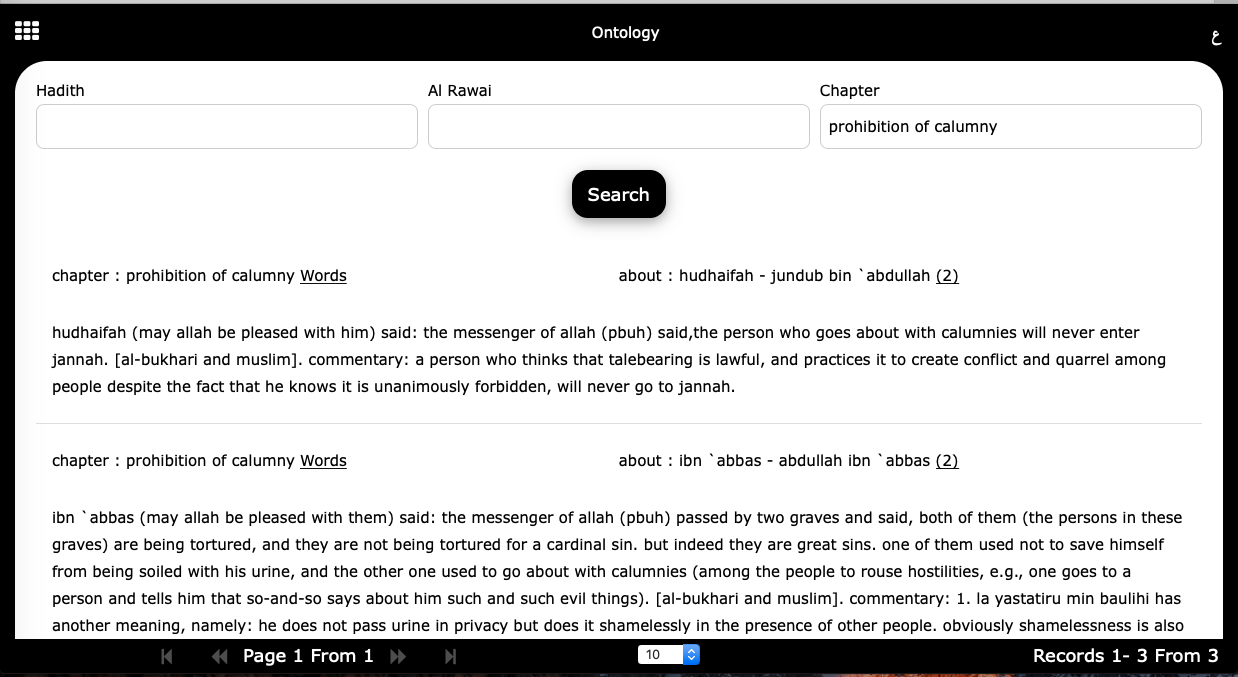 Ontology
ع
Hadith
Al Rawai
Chapter
prohibition of calumny
Search
chapter : prohibition of calumny Words
about : hudhaifah - jundub bin `abdullah (2)
hudhaifah (may allah be pleased with him) said: the messenger of allah (pbuh) said,the person who goes about with calumnies will never enter
jannah. [al-bukhari and muslim]. commentary: a person who thinks that talebearing is lawful, and practices it to create conflict and quarrel among
people despite the fact that he knows it is unanimously forbidden, will never go to jannah.
chapter : prohibition of calumny Words
about : ibn `abbas - abdullah ibn `abbas (2)
ibn `abbas (may allah be pleased with them) said: the messenger of allah (pbuh) passed by two graves and said, both of them (the persons in these
graves) are being tortured, and they are not being tortured for a cardinal sin. but indeed they are great sins. one of them used not to save himself
from being soiled with his urine, and the other one used to go about with calumnies (among the people to rouse hostilities, e.g., one goes to a
person and tells him that so-and-so says about him such and such evil things). [al-bukhari and muslim]. commentary: 1. la yastatiru min baulihi has
another meaning, namely: he does not pass urine in privacy but does it shamelessly in the presence of other people. obviously shamelessness is also
Page 1 From 1
10
Records 1- 3 From 3